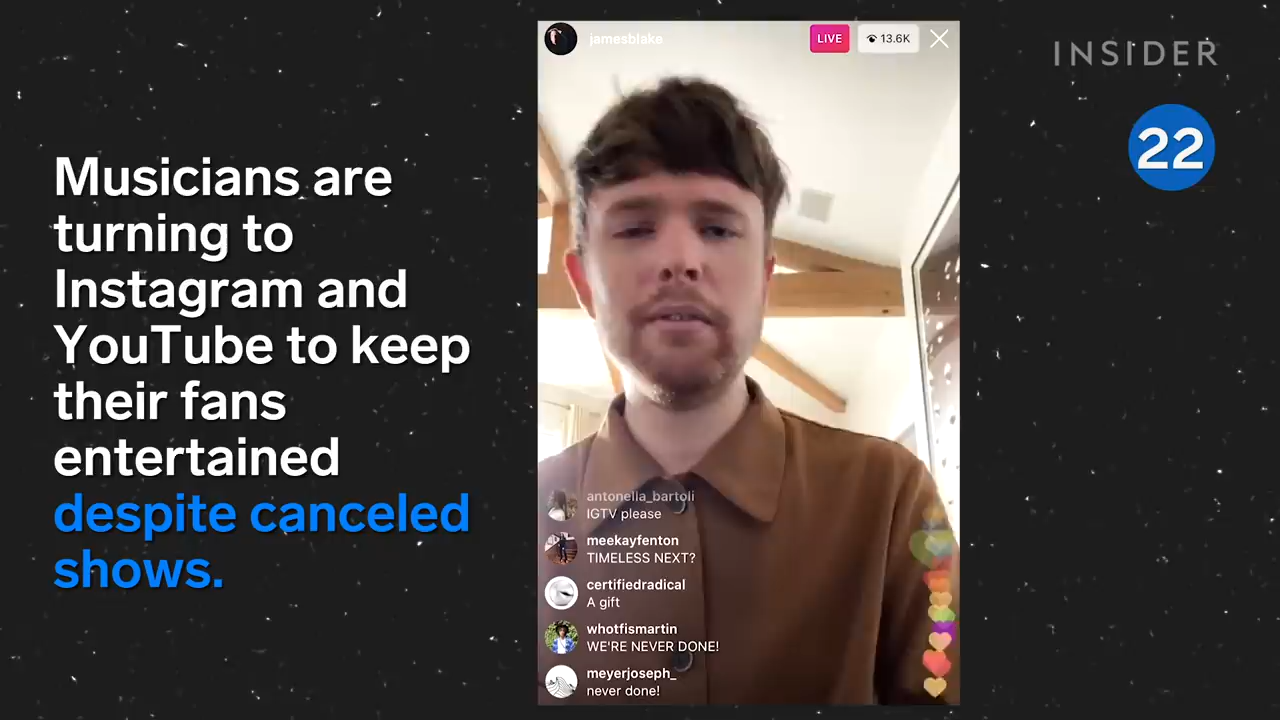 Musicians are
turning to
Instagram and
YouTube to keep
their fans
entertained
despite canceled
shows.
jamesblake
LIVE
13.6K
antonella_bartoli
IGTV please
meekayfenton
TIMELESS NEXT?
certifiedradical
A gift
whotfismartin
WE'RE NEVER DONE!
meyerjoseph_
never done!
INSIDER
22